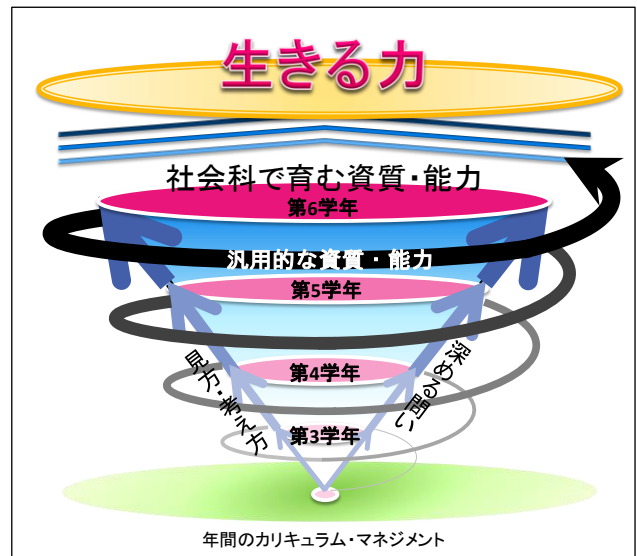 生きる力
社会科で育む資質・能力
第6学年
汎用的な資質・能力
第5学年
見方・考え方
第4学年
深める問い
第3学年
年間のカリキュラム・マネジメント